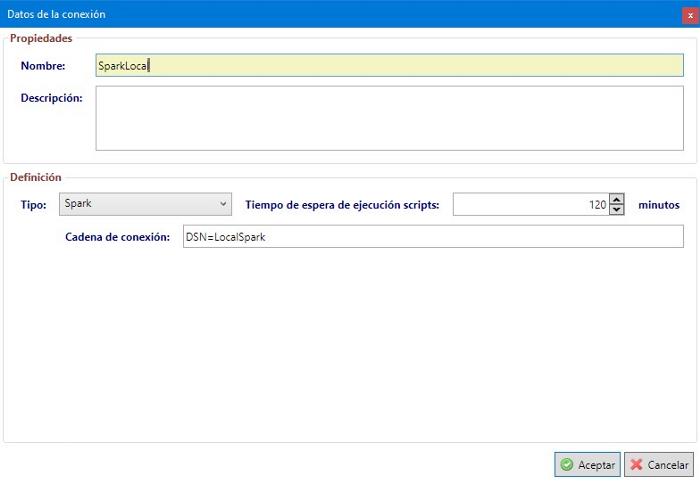 Datos de la conexión
x
Propiedades
Nombre: SparkLocal
Descripción:
Definición
Tipo: Spark Tiempo de espera de ejecución scripts: 120 minutos
Cadena de conexión: DSN=LocalSpark
Aceptar Cancelar